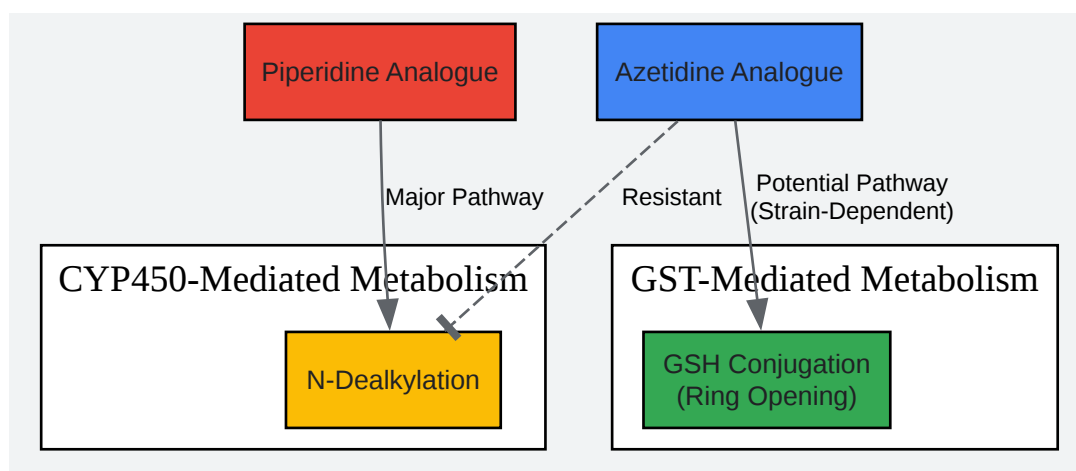 Piperidine Analogue
Azetidine Analogue
Major Pathway
Resistant
Potential Pathway
(Strain-Dependent)
CYP450-Mediated Metabolism
GST-Mediated Metabolism
N-Dealkylation
GSH Conjugation
(Ring Opening)